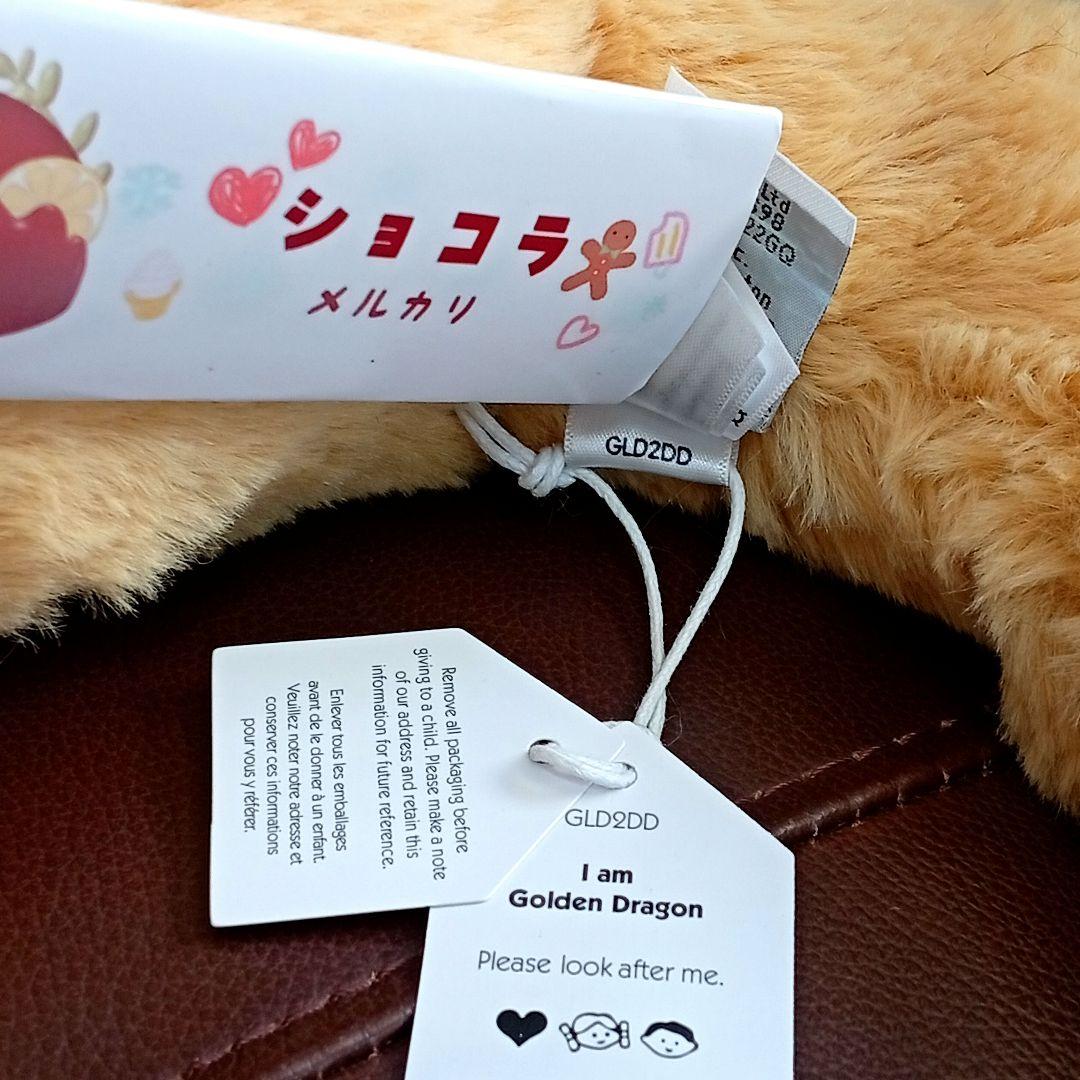 ショコラ
メルカリ
Ltd
22GQ
GLD2DD
Remove all packaging before
giving to a child. Please make a note
of our address and retain this
information for future reference.
Enlever tous les emballages
avant de le donner à un enfant.
Veuillez noter notre adresse et
conserver ces informations
pour vous y référer.
GLD2DD
I am
Golden Dragon
Please look after me.